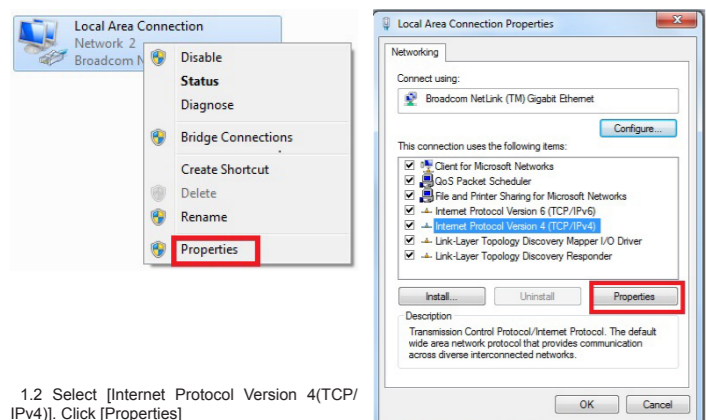 Local Area Connection
Network 2
Broadcom N
Disable
Status
Diagnose
Bridge Connections
Create Shortcut
Delete
Rename
Properties
1.2 Select [Internet Protocol Version 4(TCP/
IPv4)]. Click [Properties]
Local Area Connection Properties
Networking
Connect using:
Broadcom NetLink (TM) Gigabit Ethernet
Configure...
This connection uses the following items:
Client for Microsoft Networks
QoS Packet Scheduler
File and Printer Sharing for Microsoft Networks
Internet Protocol Version 6 (TCP/IPv6)
Internet Protocol Version 4 (TCP/IPv4)
Link-Layer Topology Discovery Mapper I/O Driver
Link-Layer Topology Discovery Responder
Install... Uninstall Properties
Description
Transmission Control Protocol/Internet Protocol. The default
wide area network protocol that provides communication
across diverse interconnected networks.
OK Cancel